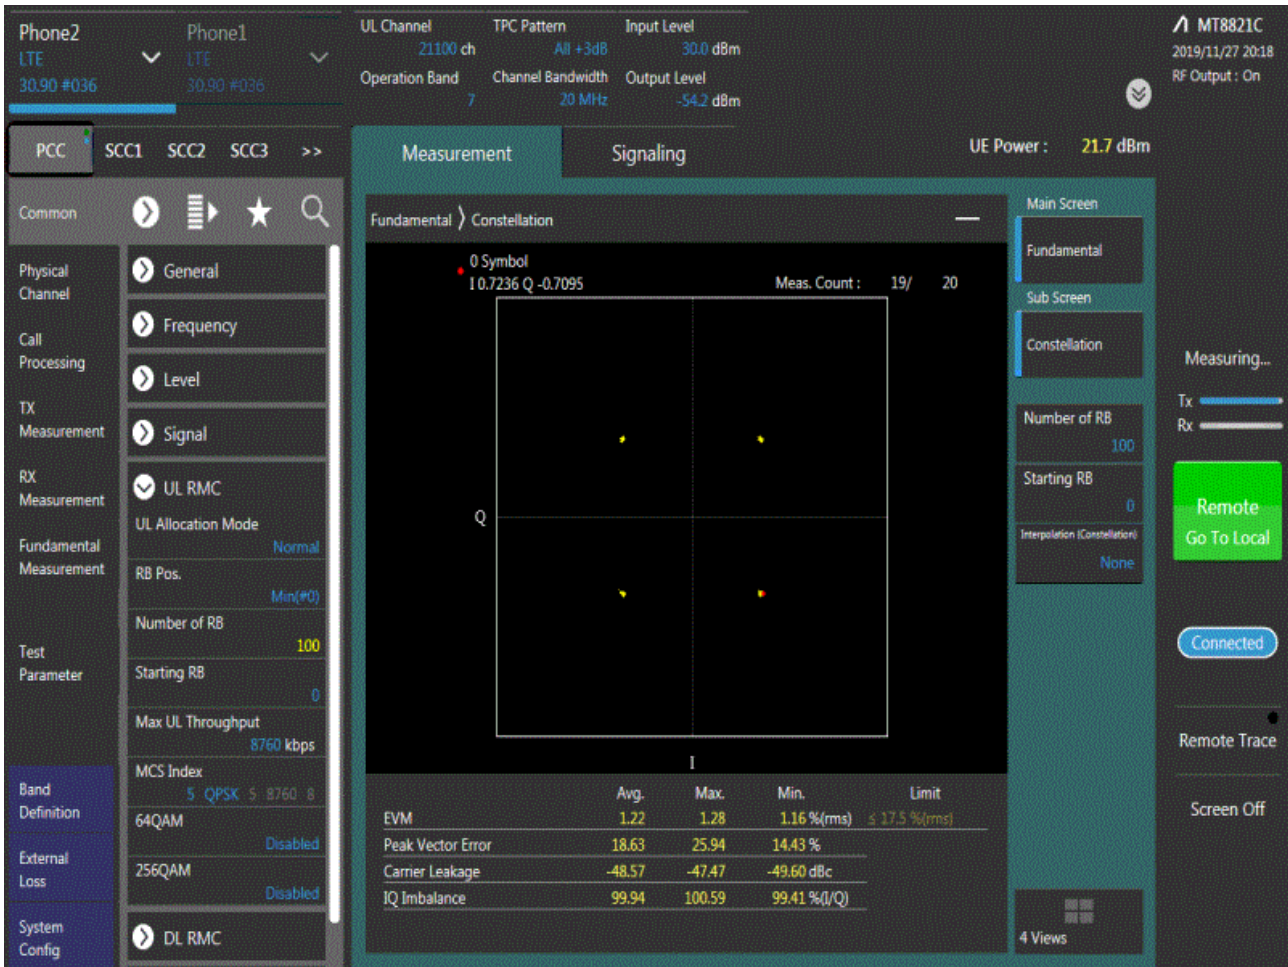 Phone2
LTE
30.90 #036
Phone1
LTE
30.90 #036
UL Channel
21100 ch
TPC Pattern
All +3dB
Input Level
30.0 dBm
Operation Band
7
Channel Bandwidth
20 MHz
Output Level
-54.2 dBm
MT8821C
2019/11/27 20:18
RF Output : On
PCC SCC1 SCC2 SCC3 >>
Measurement Signaling
UE Power : 21.7 dBm
Common
Physical
Channel
Call
Processing
TX
Measurement
RX
Measurement
Fundamental
Measurement
Test
Parameter
Band
Definition
External
Loss
System
Config
General
Frequency
Level
Signal
UL RMC
UL Allocation Mode
Normal
RB Pos.
Min(#0)
Number of RB
100
Starting RB
0
Max UL Throughput
8760 kbps
MCS Index
5 QPSK 5 8760 8
64QAM
Disabled
256QAM
Disabled
DL RMC
Fundamental 〉 Constellation
0 Symbol
I 0.7236 Q -0.7095
Meas. Count : 19/ 20
Q
I
Avg. Max. Min. Limit
EVM 1.22 1.28 1.16 %(rms) ≤ 17.5 %(rms)
Peak Vector Error 18.63 25.94 14.43 %
Carrier Leakage -48.57 -47.47 -49.60 dBc
IQ Imbalance 99.94 100.59 99.41 %(I/Q)
Main Screen
Fundamental
Sub Screen
Constellation
Number of RB
100
Starting RB
0
Interpolation (Constellation)
None
4 Views
Measuring...
Tx
Rx
Remote
Go To Local
Connected
Remote Trace
Screen Off